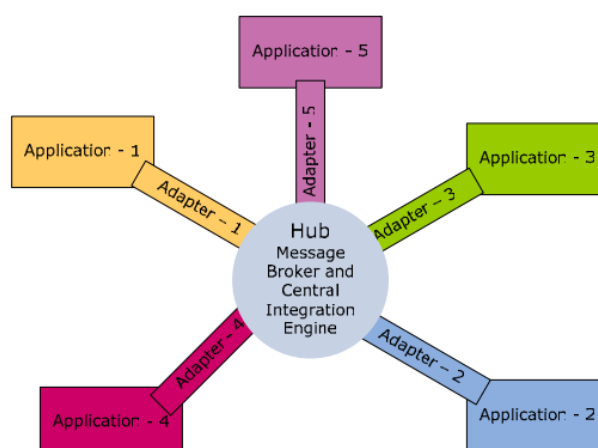 Application - 5
Adapter - 5
Application - 1
Adapter - 1
Application - 3
Adapter - 3
Hub
Message
Broker and
Central
Integration
Engine
Adapter - 4
Application - 4
Adapter - 2
Application - 2